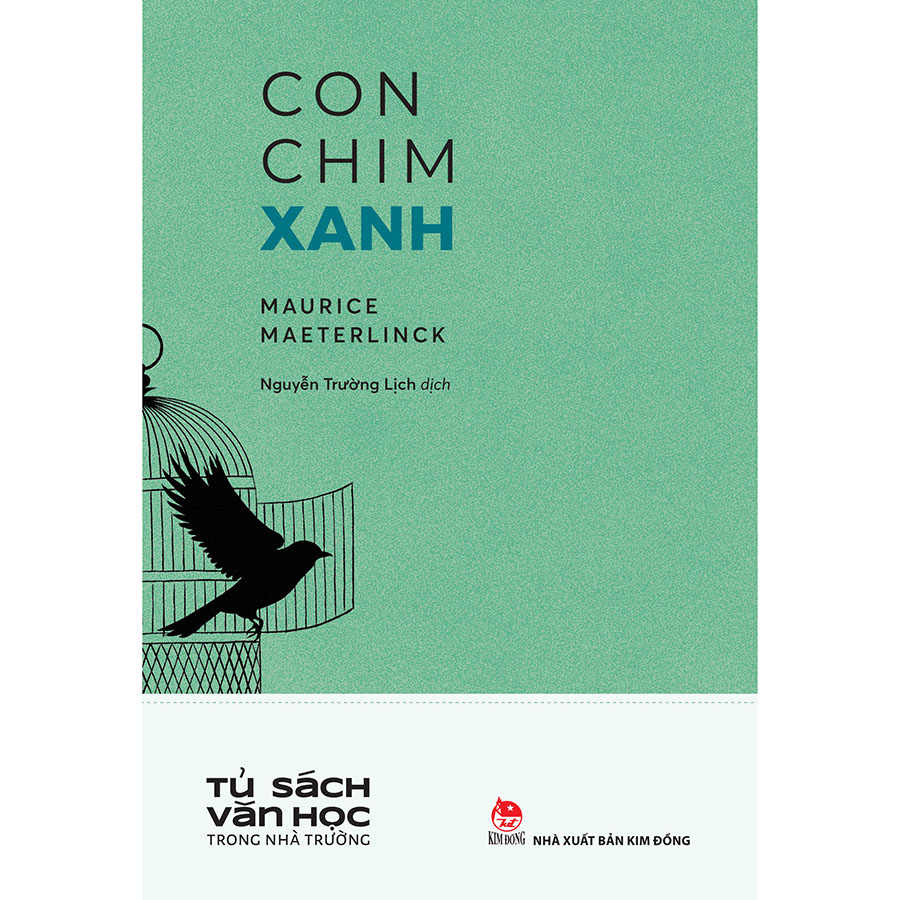 CON
CHIM
XANH
MAURICE
MAETERLINCK
Nguyễn Trường Lịch dịch
Tủ sách
văn học
TRONG NHÀ TRƯỜNG
kđ
KIM ĐỒNG
NHÀ XUẤT BẢN KIM ĐỒNG